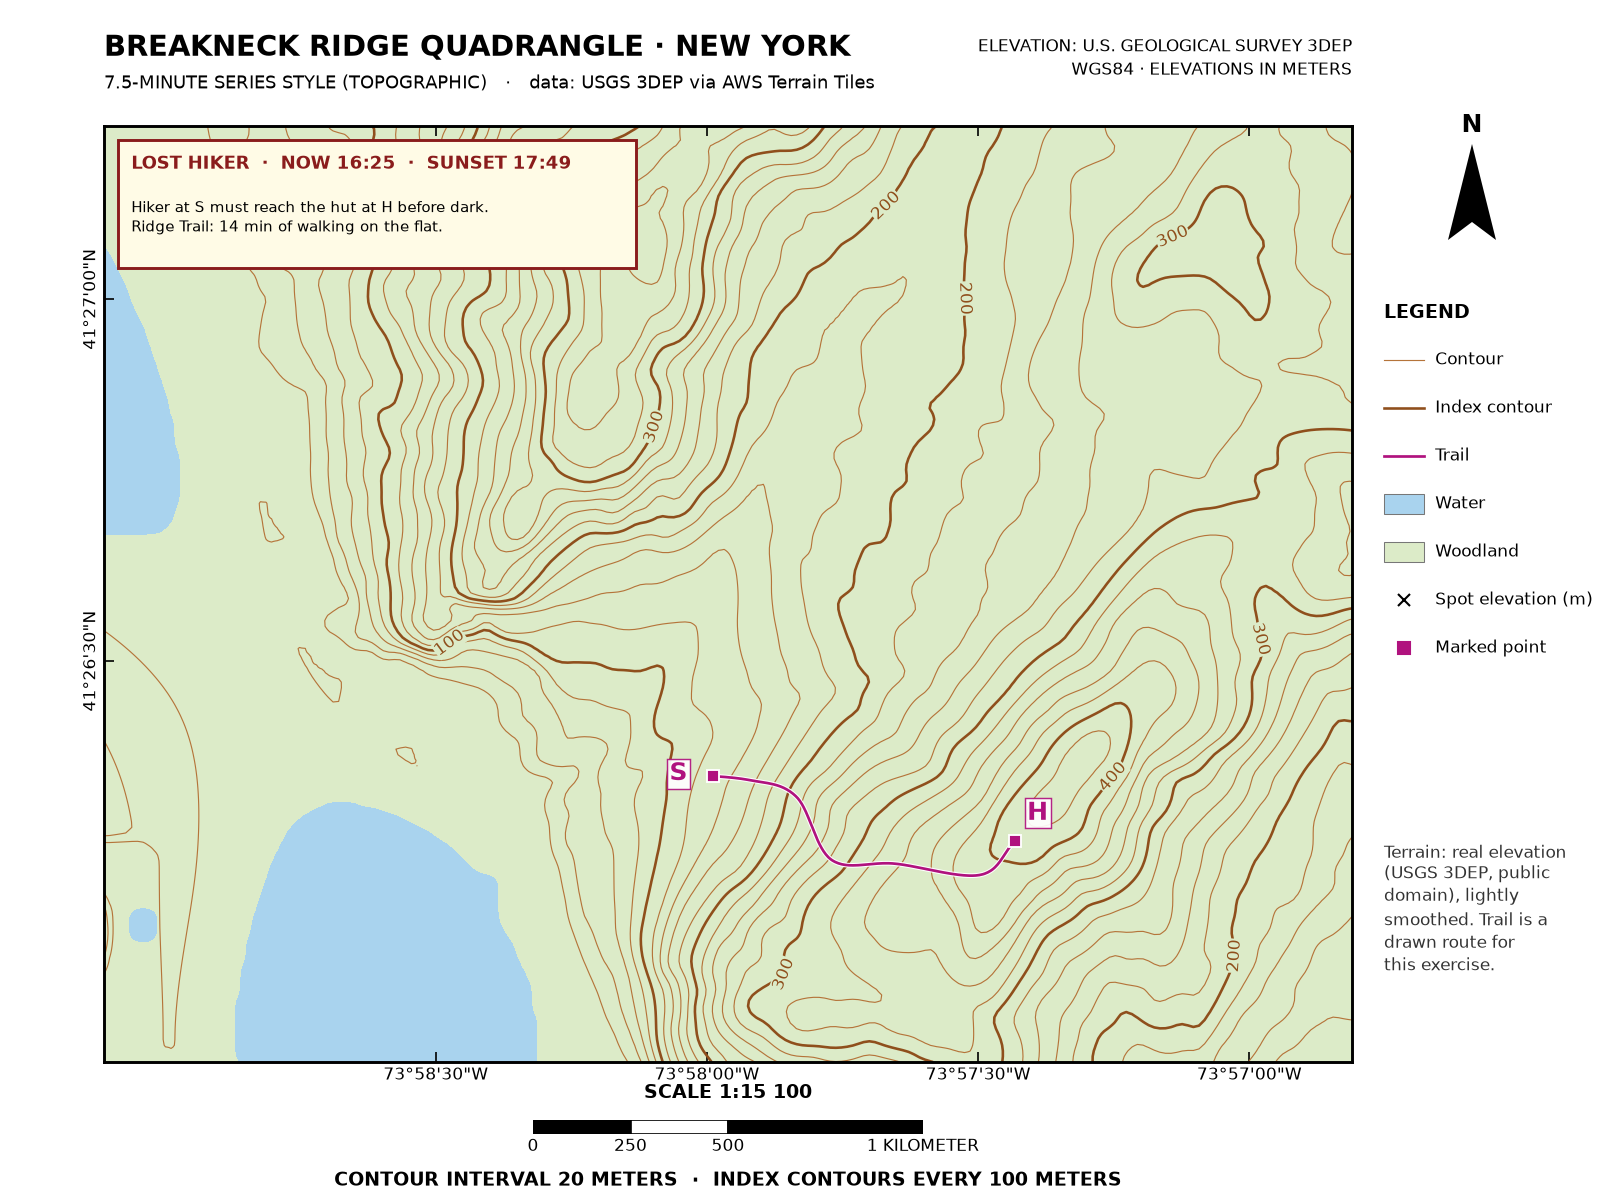 BREAKNECK RIDGE QUADRANGLE · NEW YORK
7.5-MINUTE SERIES STYLE (TOPOGRAPHIC) · data: USGS 3DEP via AWS Terrain Tiles
ELEVATION: U.S. GEOLOGICAL SURVEY 3DEP
WGS84 · ELEVATIONS IN METERS
LOST HIKER · NOW 16:25 · SUNSET 17:49
Hiker at S must reach the hut at H before dark.
Ridge Trail: 14 min of walking on the flat.
N
LEGEND
Contour
Index contour
Trail
Water
Woodland
Spot elevation (m)
Marked point
Terrain: real elevation
(USGS 3DEP, public
domain), lightly
smoothed. Trail is a
drawn route for
this exercise.
41°27'00"N
41°26'30"N
200
300
200
300
100
300
400
S
H
300
200
73°58'30"W
73°58'00"W
73°57'30"W
73°57'00"W
SCALE 1:15 100
0
250
500
1 KILOMETER
CONTOUR INTERVAL 20 METERS · INDEX CONTOURS EVERY 100 METERS